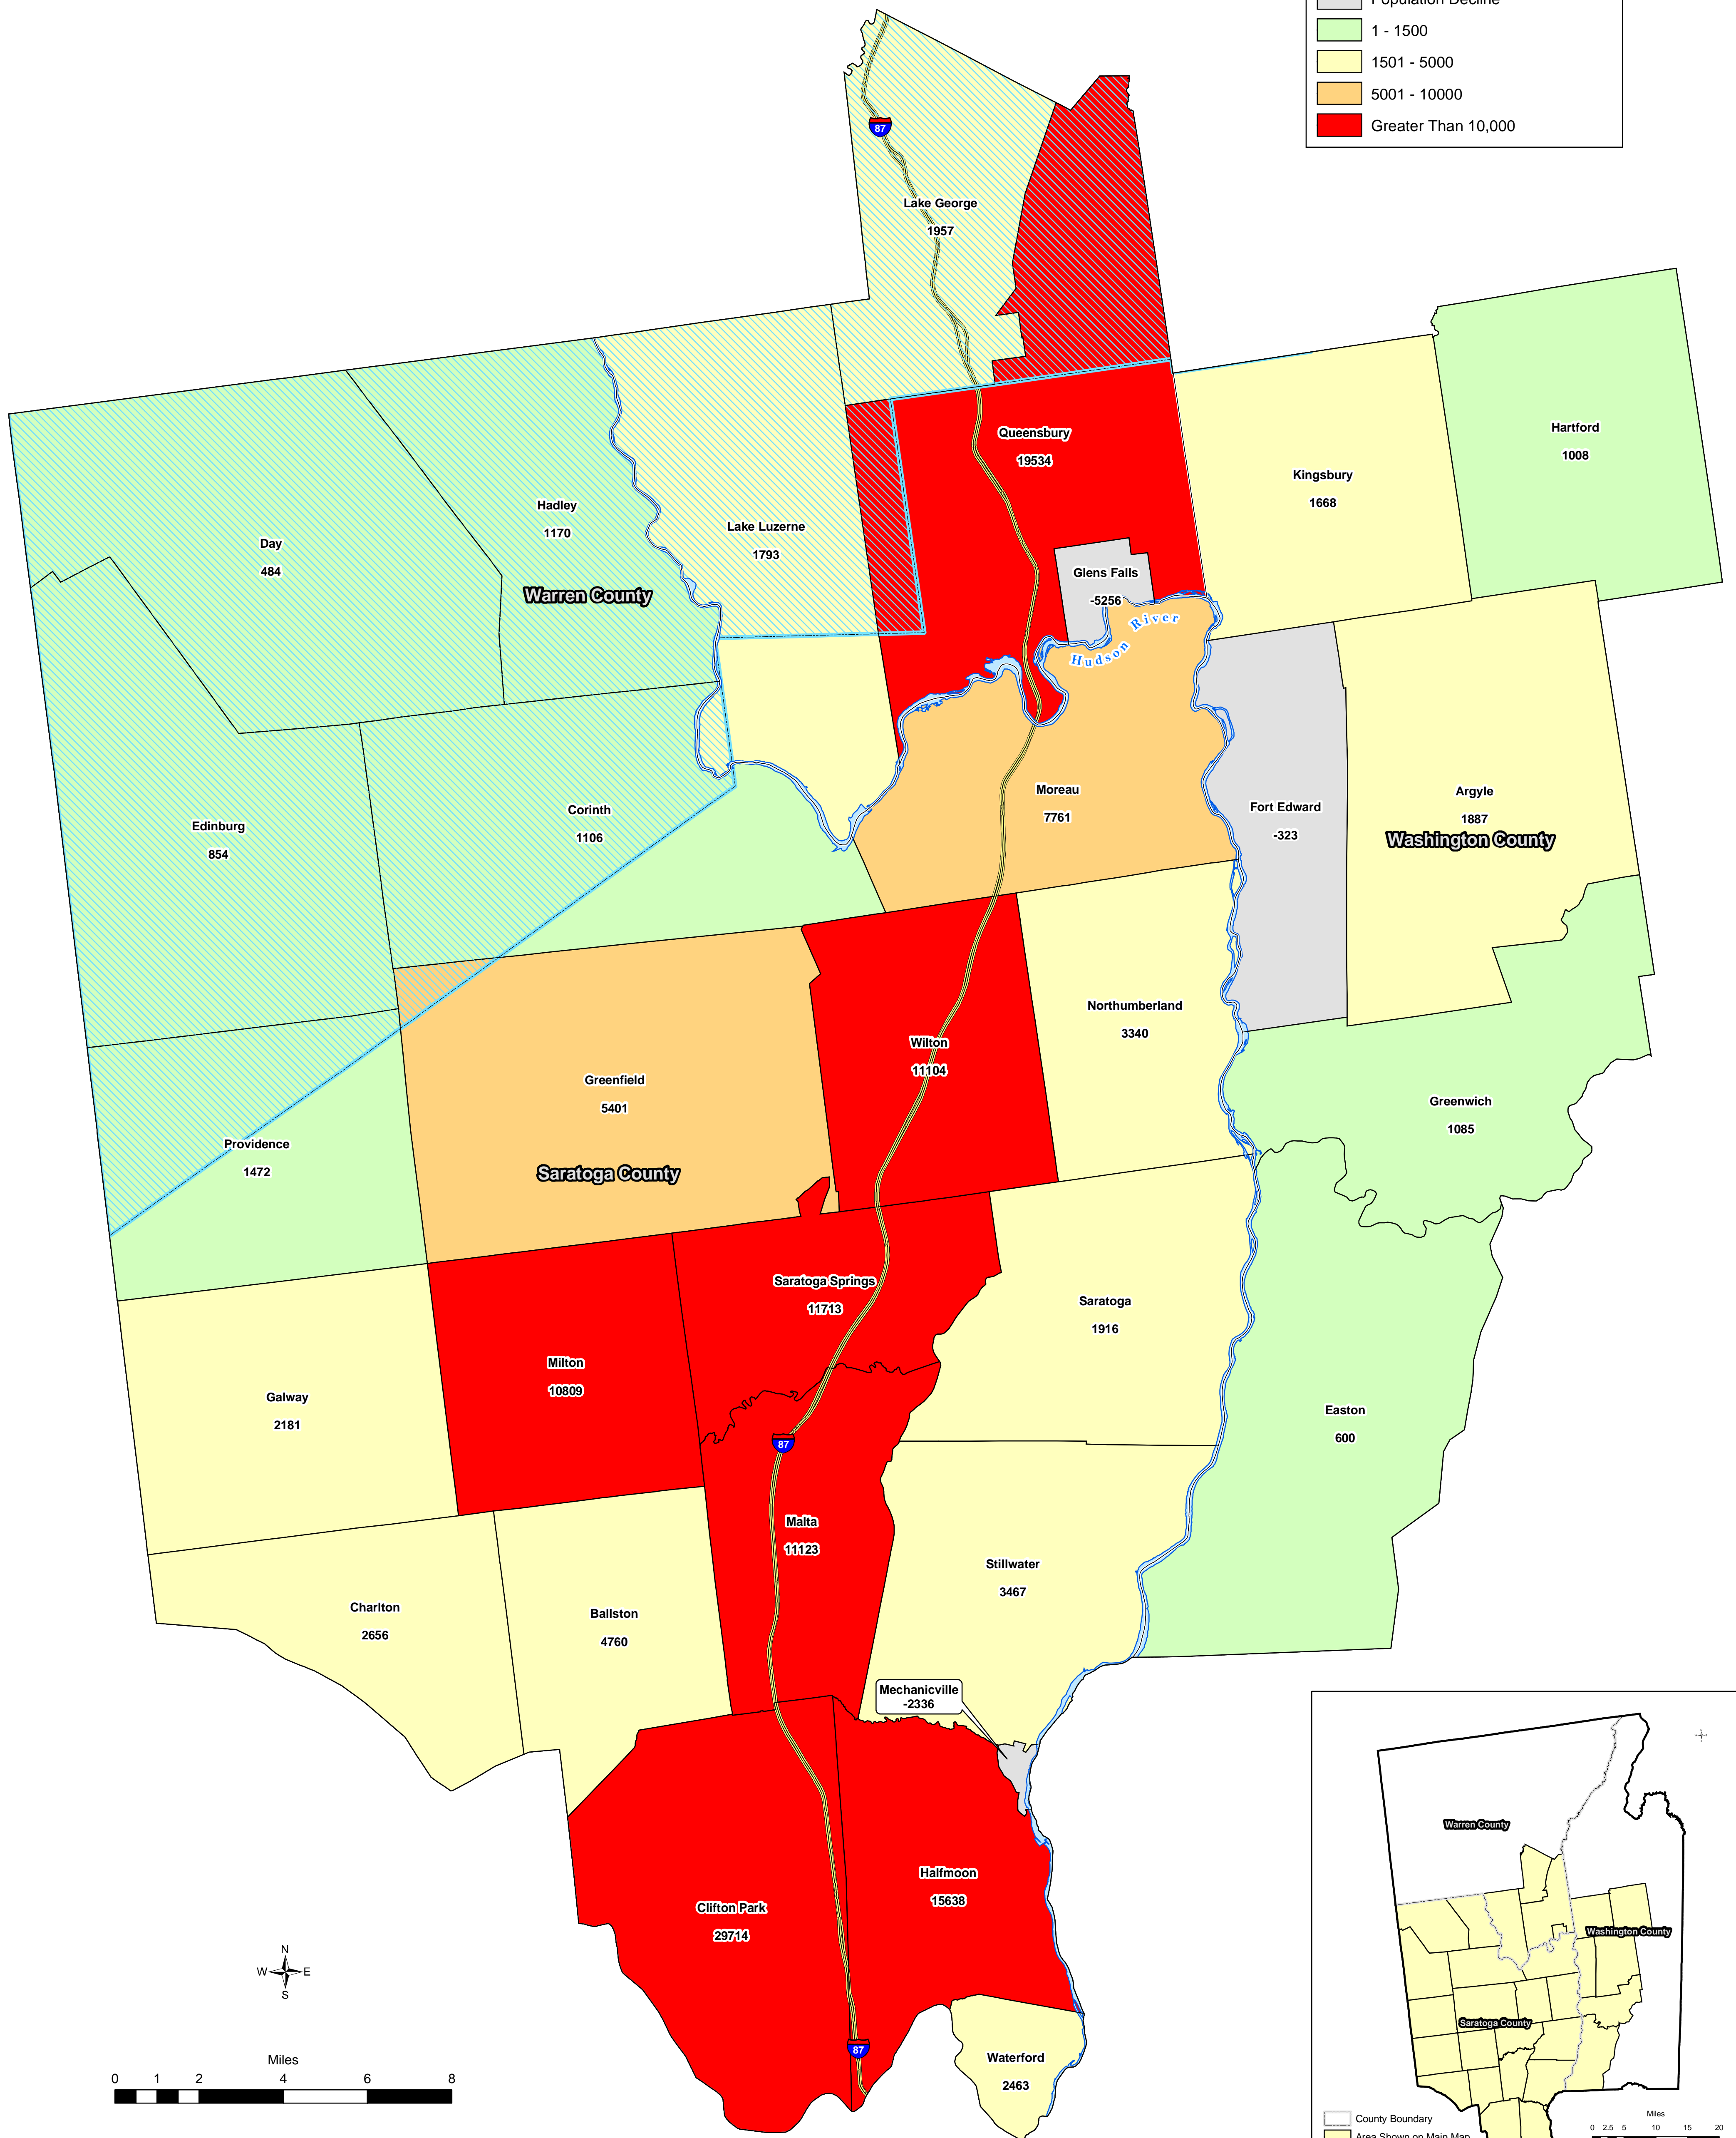 Population Decline
1 - 1500
1501 - 5000
5001 - 10000
Greater Than 10,000
87
Lake George
1957
Queensbury
19534
Hartford
1008
Kingsbury
1668
Hadley
1170
Lake Luzerne
1793
Day
484
Glens Falls
-5256
Warren County
Hudson River
Moreau
7761
Argyle
1887
Fort Edward
-323
Washington County
Corinth
1106
Edinburg
854
Northumberland
3340
Wilton
11104
Greenfield
5401
Greenwich
1085
Providence
1472
Saratoga County
Saratoga Springs
11713
Saratoga
1916
Milton
10809
Galway
2181
Easton
600
87
Malta
11123
Stillwater
3467
Charlton
2656
Ballston
4760
Mechanicville
-2336
Halfmoon
15638
Clifton Park
29714
87
Waterford
2463
N
W E
S
Miles
0 1 2 4 6 8
Warren County
Washington County
Saratoga County
County Boundary
Area Shown on Main Map
Miles
0 2.5 5 10 15 20